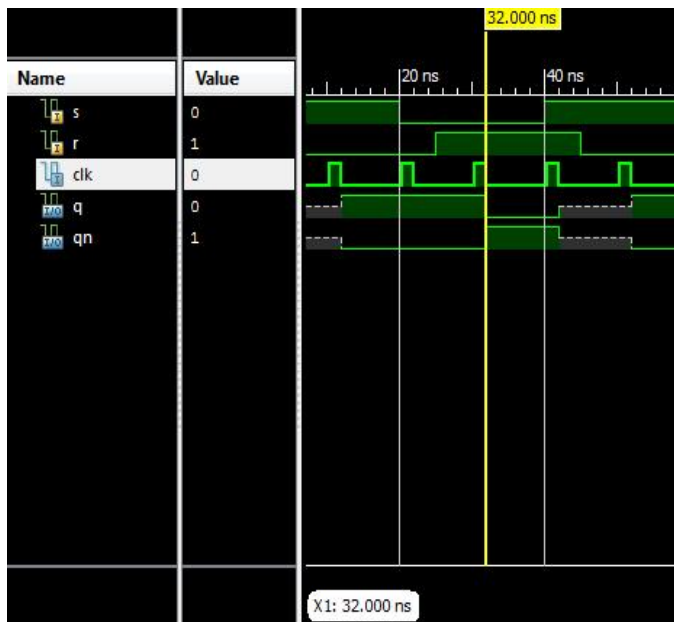 32.000 ns
Name Value
20 ns 40 ns
s 0
r 1
clk 0
q 0
qn 1
X1: 32.000 ns